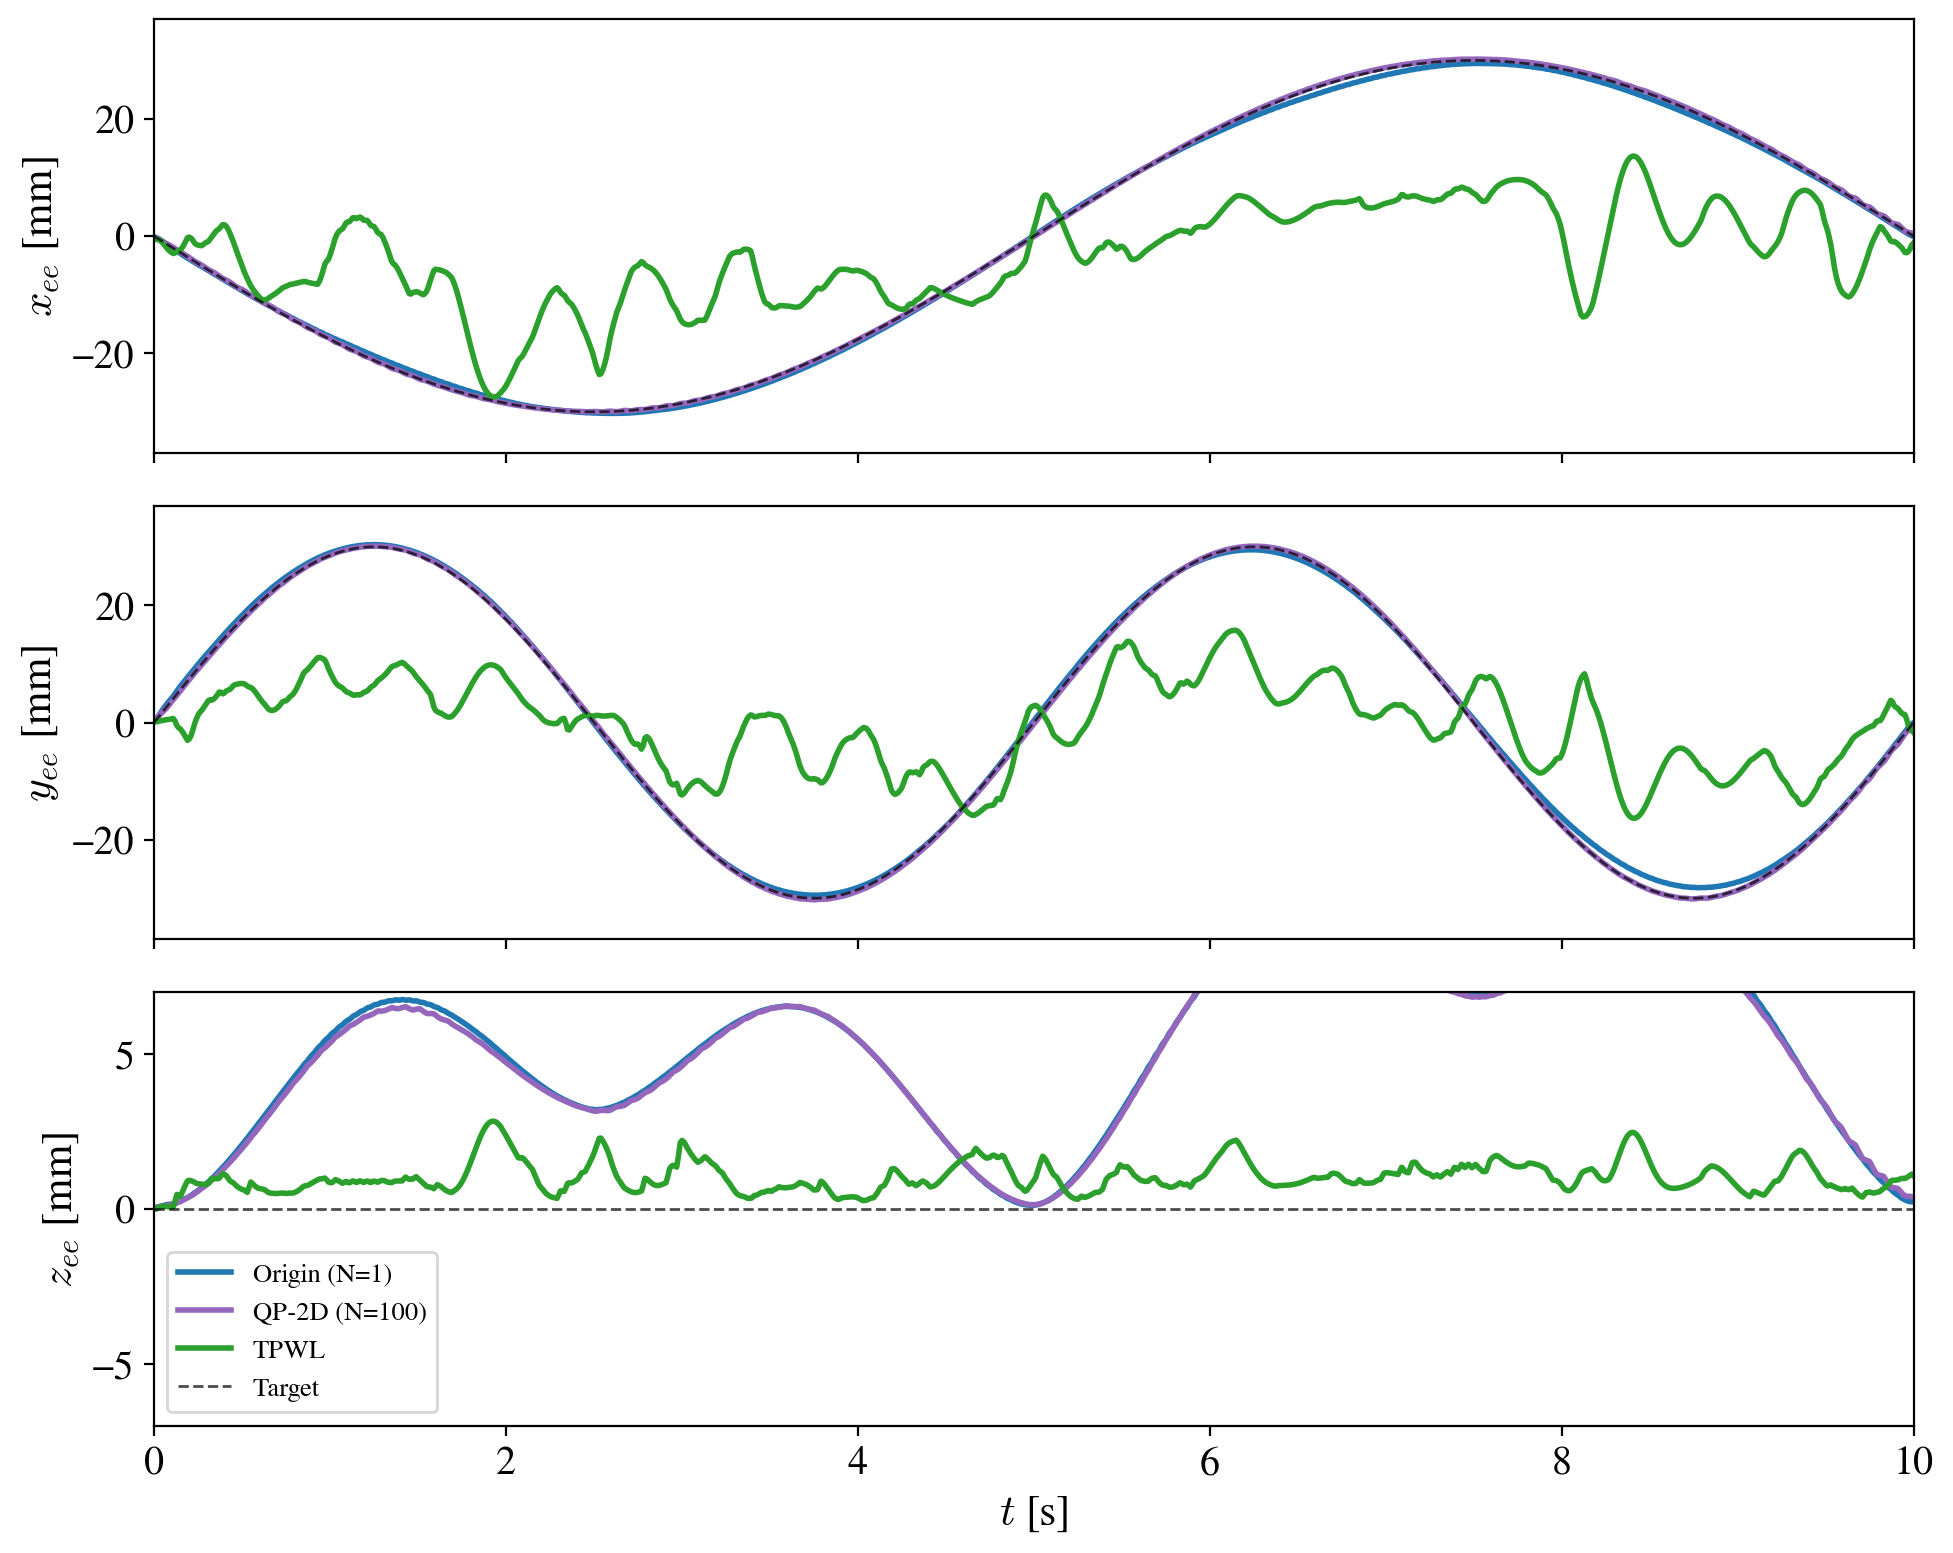 20
0
−20
x_ee [mm]
20
0
−20
y_ee [mm]
5
0
−5
z_ee [mm]
Origin (N=1)
QP-2D (N=100)
TPWL
Target
0 2 4 6 8 10
t [s]